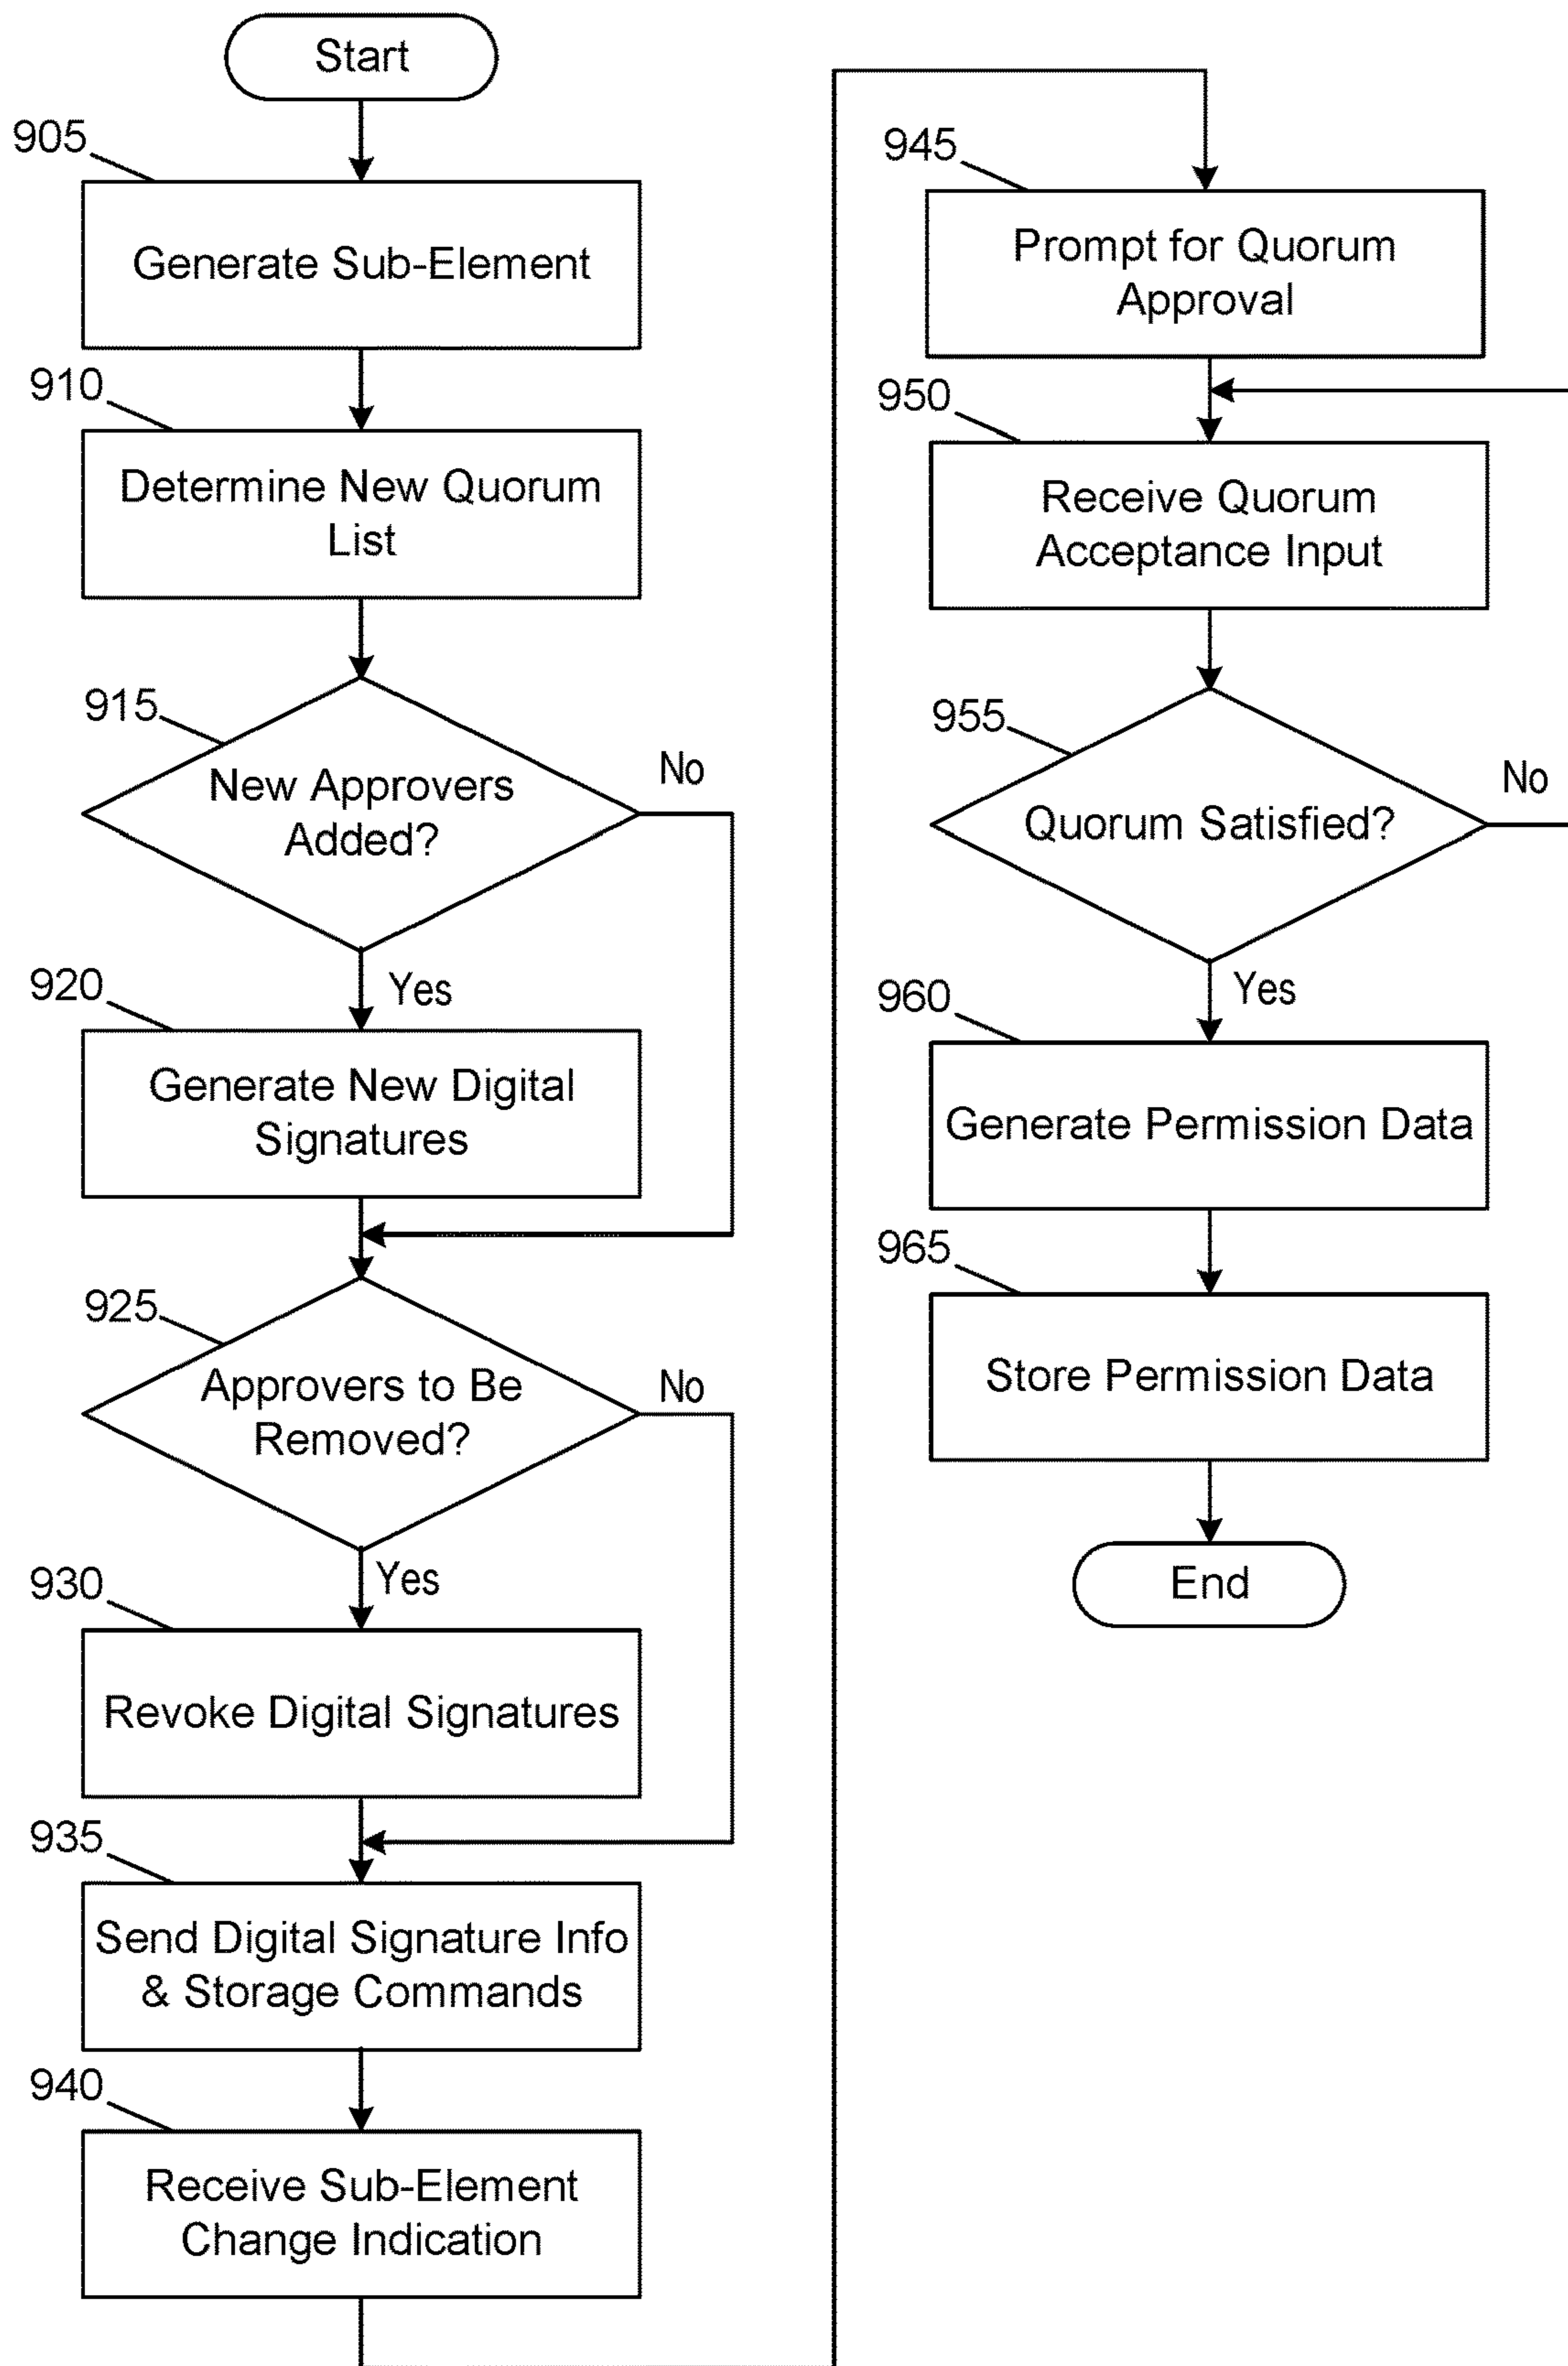 Start
905
Generate Sub-Element
910
Determine New Quorum
List
915
New Approvers
Added?
No
Yes
920
Generate New Digital
Signatures
925
Approvers to Be
Removed?
No
Yes
930
Revoke Digital Signatures
935
Send Digital Signature Info
& Storage Commands
940
Receive Sub-Element
Change Indication
945
Prompt for Quorum
Approval
950
Receive Quorum
Acceptance Input
955
Quorum Satisfied?
No
Yes
960
Generate Permission Data
965
Store Permission Data
End